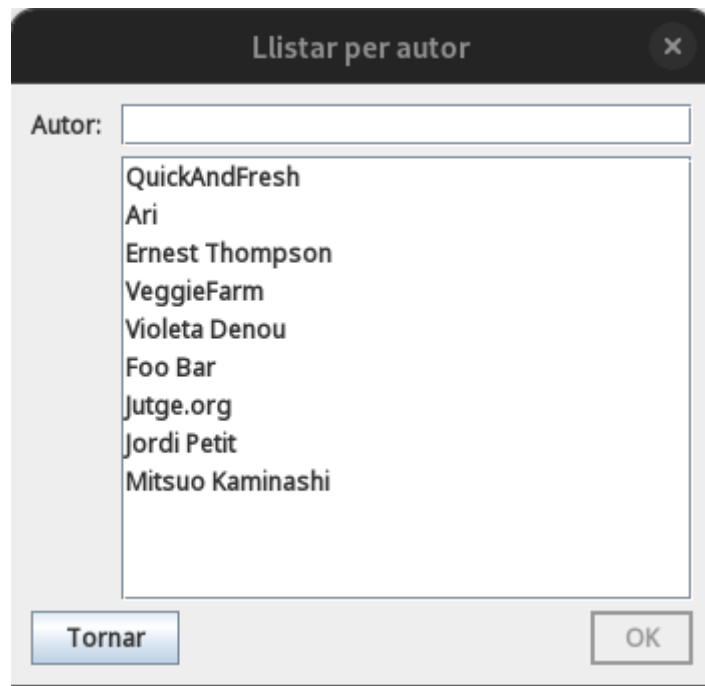 Llistar per autor
Autor:
QuickAndFresh
Ari
Ernest Thompson
VeggieFarm
Violeta Denou
Foo Bar
Jutge.org
Jordi Petit
Mitsuo Kaminashi
Tornar
OK